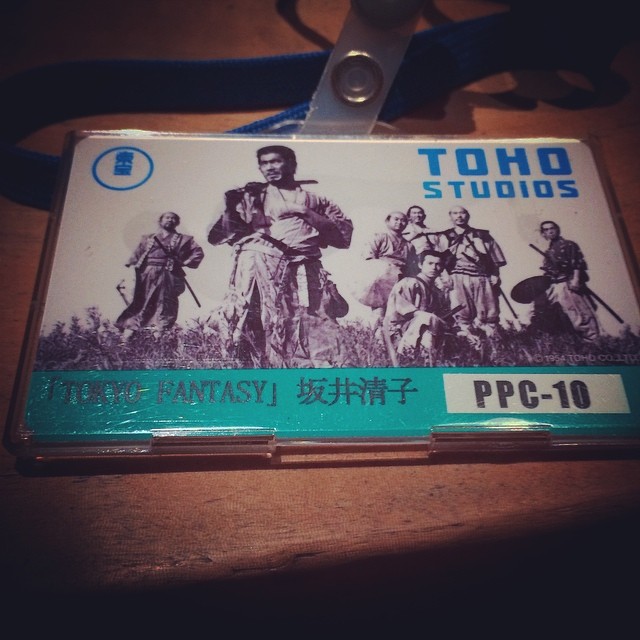 東宝
TOHO
STUDIOS
© 1954 TOHO CO.,LTD.
「TOKYO FANTASY」 坂井清子
PPC-10